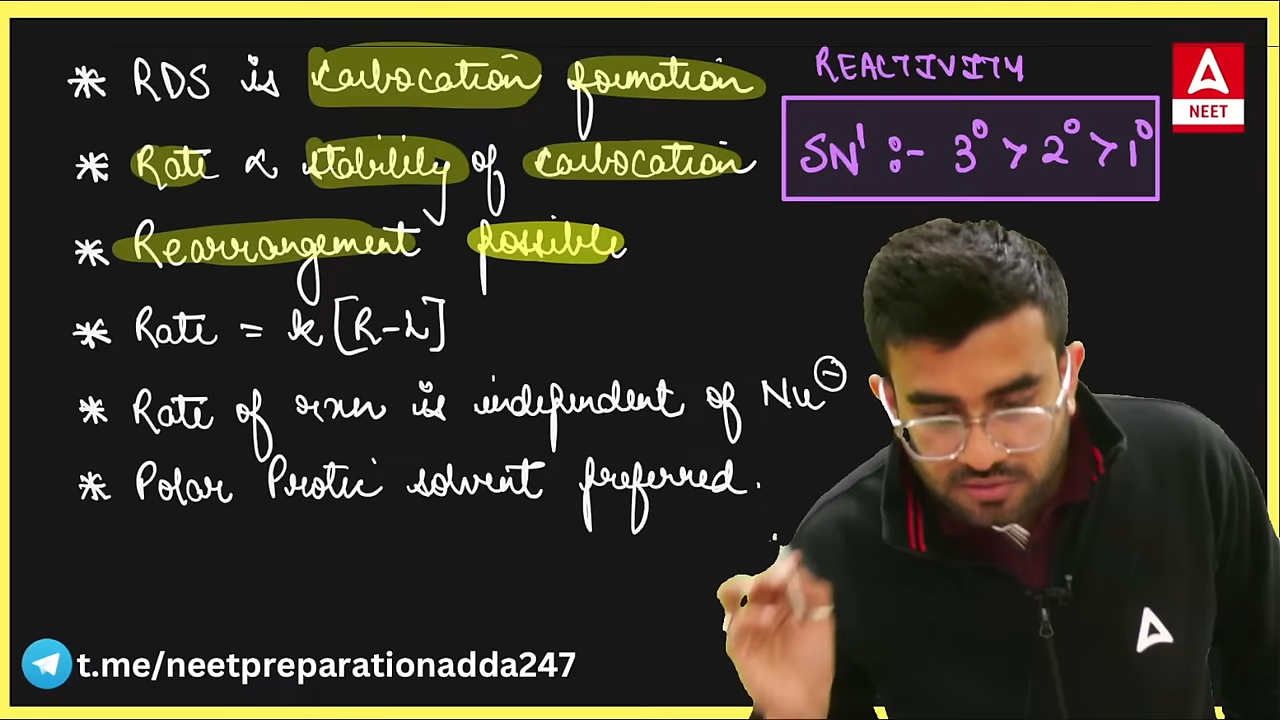 * RDS is carbocation formation
* Rate ∝ stability of carbocation
* Rearrangement possible
* Rate = k [R-L]
* Rate of rxn is independent of Nu⊖
* Polar Protic solvent preferred.
REACTIVITY
SN¹ :- 3° > 2° > 1°
NEET
t.me/neetpreparationadda247